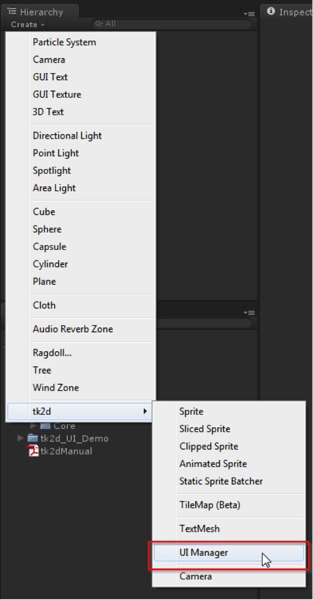 Hierarchy
Inspect
Create
All
Particle System
Camera
GUI Text
GUI Texture
3D Text
Directional Light
Point Light
Spotlight
Area Light
Cube
Sphere
Capsule
Cylinder
Plane
Cloth
Audio Reverb Zone
Ragdoll...
Tree
Wind Zone
tk2d
Sprite
Sliced Sprite
Clipped Sprite
Animated Sprite
Static Sprite Batcher
TileMap (Beta)
TextMesh
UI Manager
Camera
Core
tk2d_UI_Demo
tk2dManual